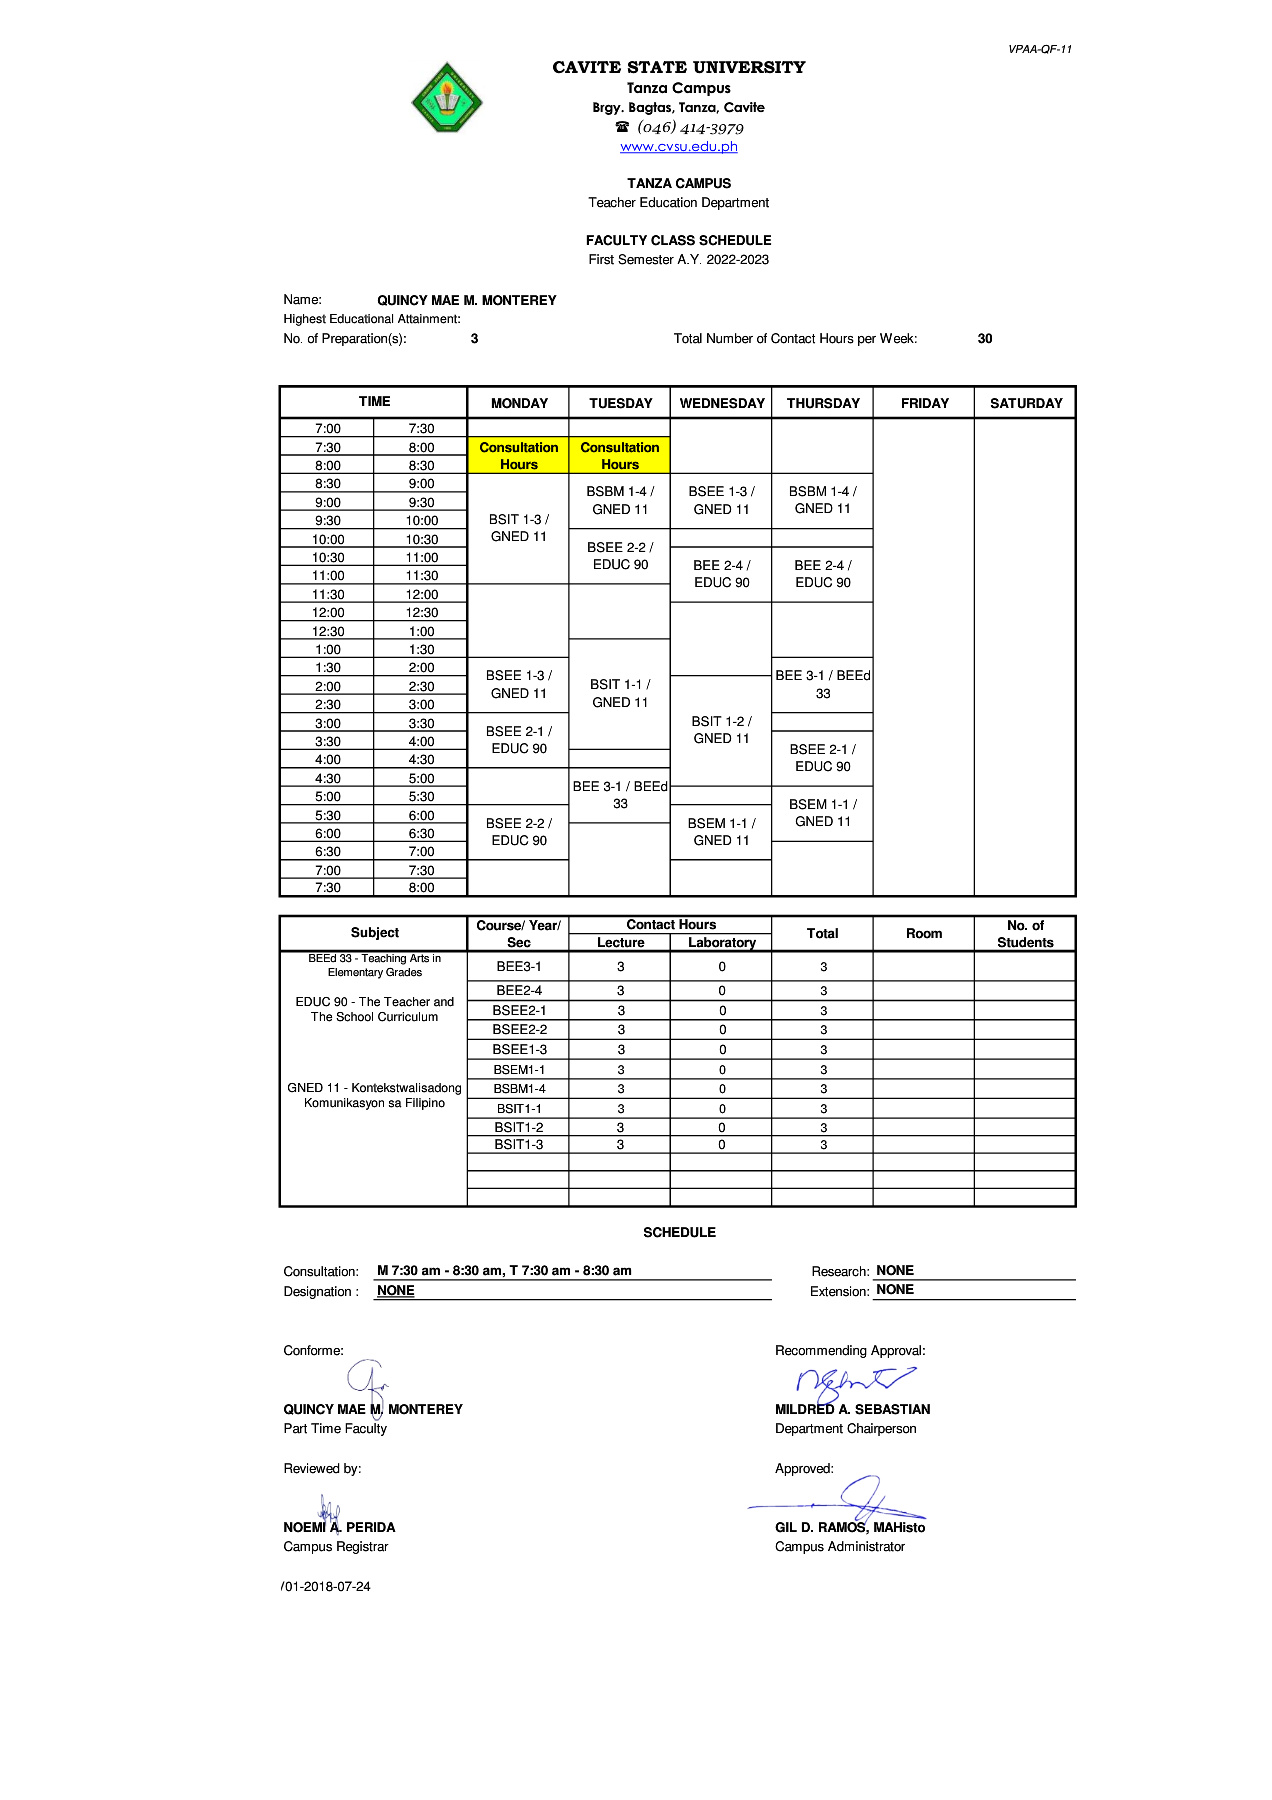 VPAA-QF-11
CAVITE STATE UNIVERSITY
Tanza Campus
Brgy. Bagtas, Tanza, Cavite
☎ (046) 414-3979
www.cvsu.edu.ph
TANZA CAMPUS
Teacher Education Department
FACULTY CLASS SCHEDULE
First Semester A.Y. 2022-2023
Name: QUINCY MAE M. MONTEREY
Highest Educational Attainment:
No. of Preparation(s): 3 Total Number of Contact Hours per Week: 30
TIME MONDAY TUESDAY WEDNESDAY THURSDAY FRIDAY SATURDAY
7:00 7:30
7:30 8:00 Consultation Consultation
8:00 8:30 Hours Hours
8:30 9:00
BSBM 1-4 / BSEE 1-3 / BSBM 1-4 /
9:00 9:30
GNED 11 GNED 11 GNED 11
9:30 10:00
BSIT 1-3 /
GNED 11
10:00 10:30
BSEE 2-2 /
EDUC 90
10:30 11:00
BEE 2-4 / BEE 2-4 /
11:00 11:30
EDUC 90 EDUC 90
11:30 12:00
12:00 12:30
12:30 1:00
1:00 1:30
1:30 2:00
BSEE 1-3 / BEE 3-1 / BEEd
2:00 2:30
BSIT 1-1 /
GNED 11 33
GNED 11
2:30 3:00
3:00 3:30
BSIT 1-2 /
BSEE 2-1 /
3:30 4:00
GNED 11
EDUC 90
BSEE 2-1 /
4:00 4:30
EDUC 90
4:30 5:00
BEE 3-1 / BEEd
33
5:00 5:30
BSEM 1-1 /
5:30 6:00
GNED 11
BSEE 2-2 / BSEM 1-1 /
6:00 6:30
EDUC 90 GNED 11
6:30 7:00
7:00 7:30
7:30 8:00
Subject Course/ Year/ Sec Contact Hours Total Room No. of Students
Lecture Laboratory
BEEd 33 - Teaching Arts in
Elementary Grades
BEE3-1 3 0 3
EDUC 90 - The Teacher and
The School Curriculum
BEE2-4 3 0 3
BSEE2-1 3 0 3
BSEE2-2 3 0 3
GNED 11 - Kontekstwalisadong
Komunikasyon sa Filipino
BSEE1-3 3 0 3
BSEM1-1 3 0 3
BSBM1-4 3 0 3
BSIT1-1 3 0 3
BSIT1-2 3 0 3
BSIT1-3 3 0 3
SCHEDULE
Consultation: M 7:30 am - 8:30 am, T 7:30 am - 8:30 am Research: NONE
Designation : NONE Extension: NONE
Conforme: Recommending Approval:
QUINCY MAE M. MONTEREY MILDRED A. SEBASTIAN
Part Time Faculty Department Chairperson
Reviewed by: Approved:
NOEMI A. PERIDA GIL D. RAMOS, MAHisto
Campus Registrar Campus Administrator
/01-2018-07-24